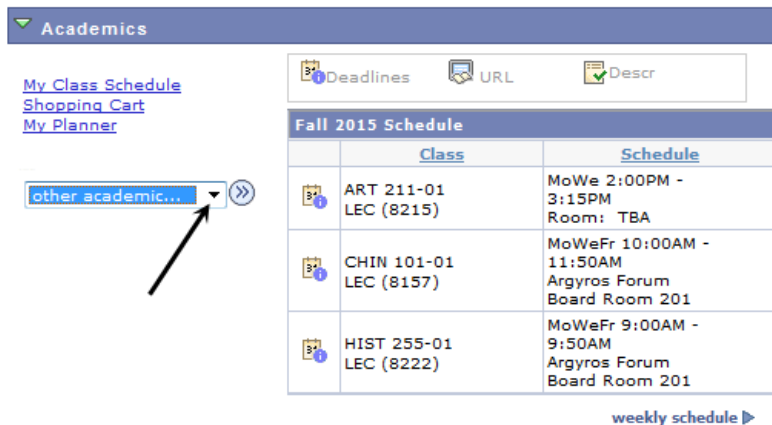 Academics
My Class Schedule
Shopping Cart
My Planner
other academic...
Deadlines
URL
Descr
Fall 2015 Schedule
Class
Schedule
ART 211-01
LEC (8215)
MoWe 2:00PM -
3:15PM
Room: TBA
CHIN 101-01
LEC (8157)
MoWeFr 10:00AM -
11:50AM
Argyros Forum
Board Room 201
HIST 255-01
LEC (8222)
MoWeFr 9:00AM -
9:50AM
Argyros Forum
Board Room 201
weekly schedule